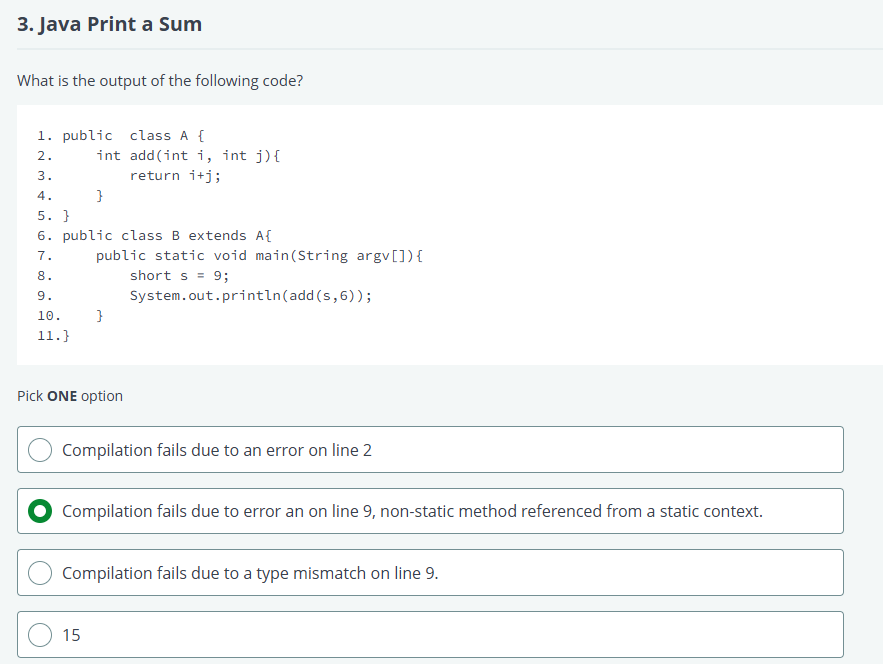 3. Java Print a Sum
What is the output of the following code?
1. public  class A {
2.     int add(int i, int j){
3.         return i+j;
4.     }
5. }
6. public class B extends A{
7.     public static void main(String argv[]){
8.         short s = 9;
9.         System.out.println(add(s,6));
10.    }
11.}
Pick ONE option
Compilation fails due to an error on line 2
Compilation fails due to error an on line 9, non-static method referenced from a static context.
Compilation fails due to a type mismatch on line 9.
15